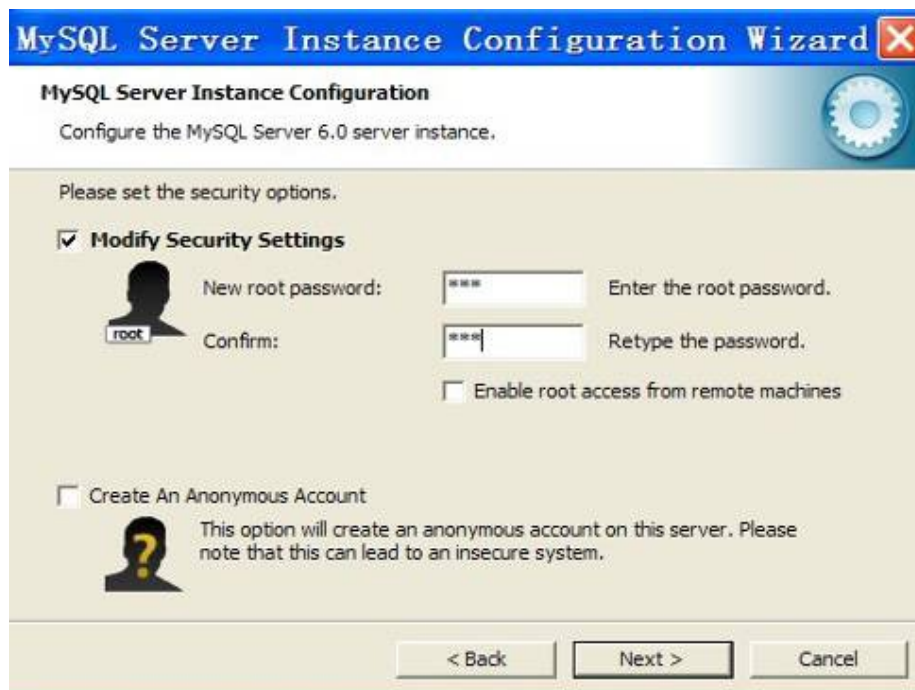 MySQL Server Instance Configuration Wizard
MySQL Server Instance Configuration
Configure the MySQL Server 6.0 server instance.
Please set the security options.
Modify Security Settings
root
New root password: *** Enter the root password.
Confirm: *** Retype the password.
Enable root access from remote machines
Create An Anonymous Account
?
This option will create an anonymous account on this server. Please
note that this can lead to an insecure system.
< Back Next > Cancel